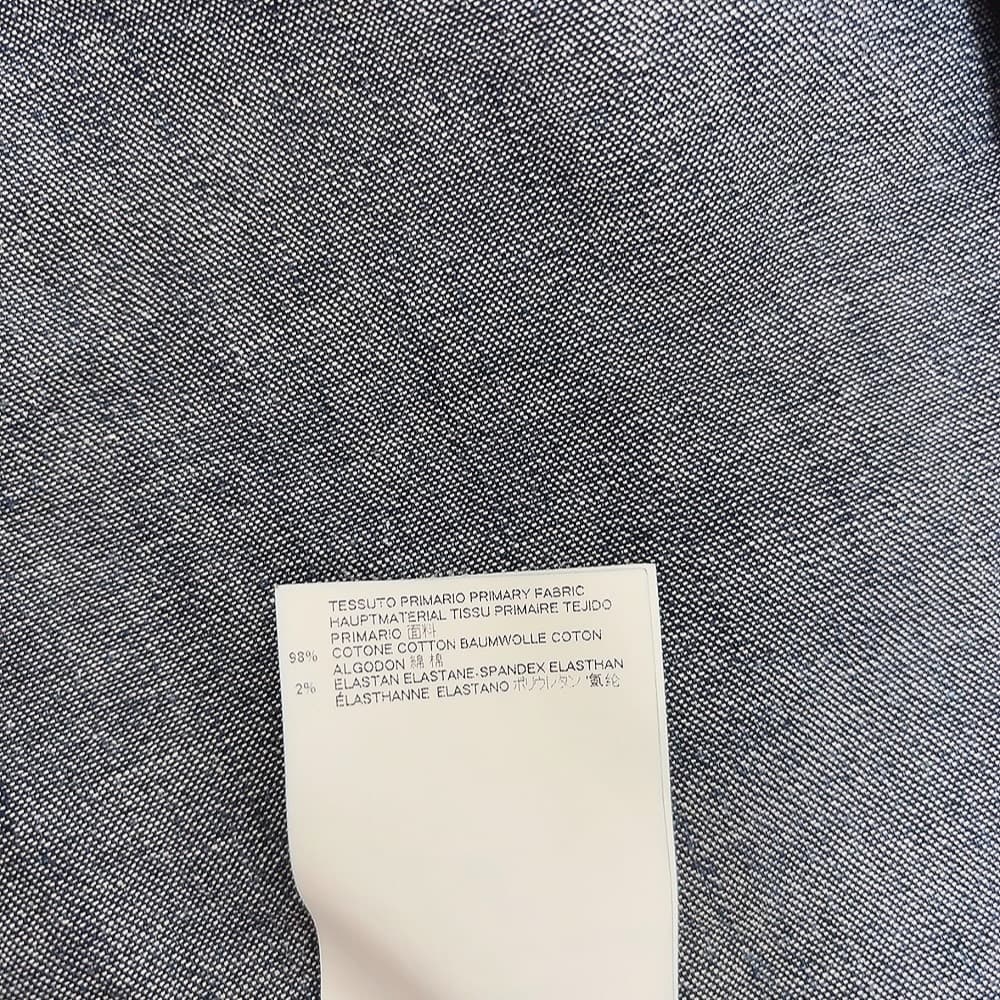 TESSUTO PRIMARIO PRIMARY FABRIC
HAUPTMATERIAL TISSU PRIMAIRE TEJIDO
PRIMARIO 面料
98% COTONE COTTON BAUMWOLLE COTON
ALGODON 綿 棉
2% ELASTAN ELASTANE-SPANDEX ELASTHAN
ÉLASTHANNE ELASTANO ポリウレタン 氨纶